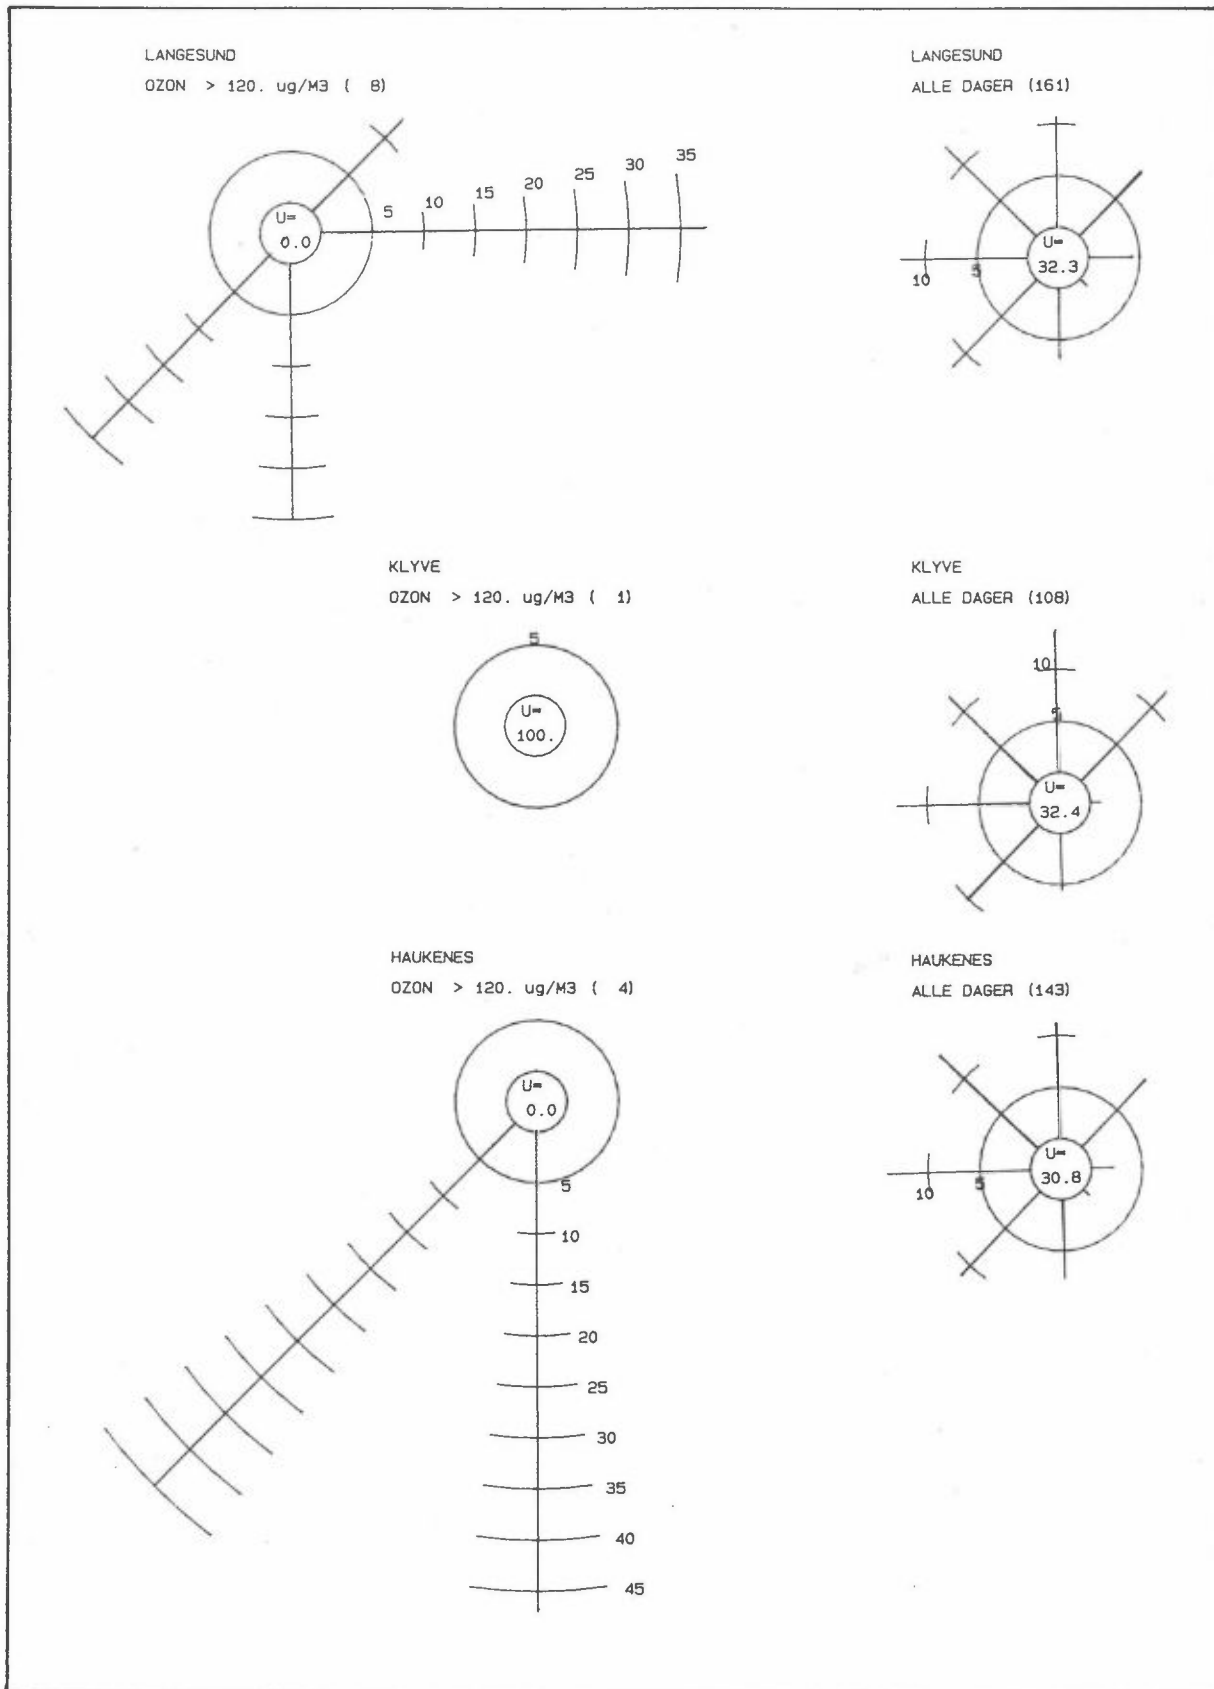 LANGESUND
OZON > 120. ug/M3 ( 8)
U=
0.0
5
10
15
20
25
30
35
LANGESUND
ALLE DAGER (161)
U=
32.3
5
10
KLYVE
OZON > 120. ug/M3 ( 1)
5
U=
100.
KLYVE
ALLE DAGER (108)
10
5
U=
32.4
HAUKENES
OZON > 120. ug/M3 ( 4)
U=
0.0
5
10
15
20
25
30
35
40
45
HAUKENES
ALLE DAGER (143)
U=
30.8
5
10